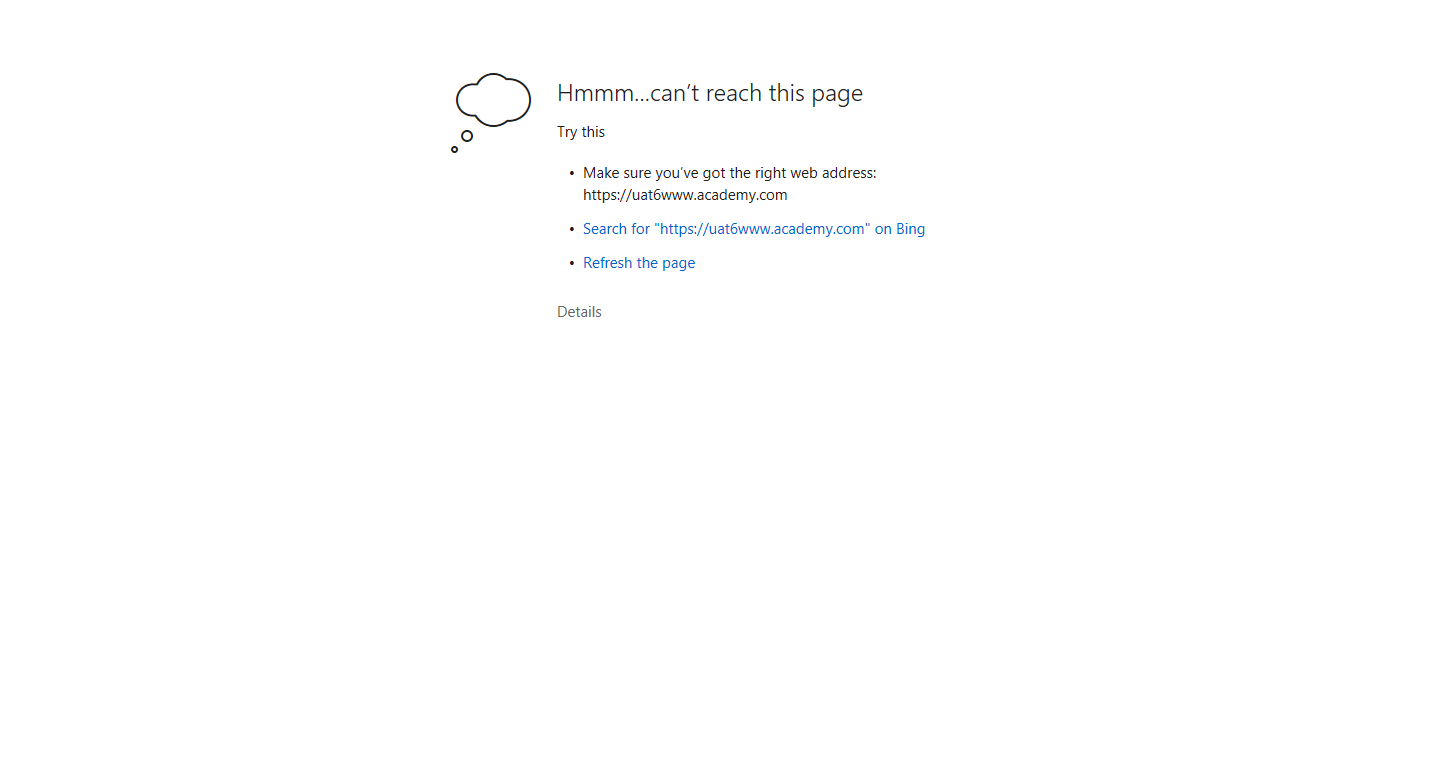 Hmmm...can't reach this page
Try this
• Make sure you've got the right web address:
https://uat6www.academy.com
• Search for "https://uat6www.academy.com" on Bing
• Refresh the page
Details